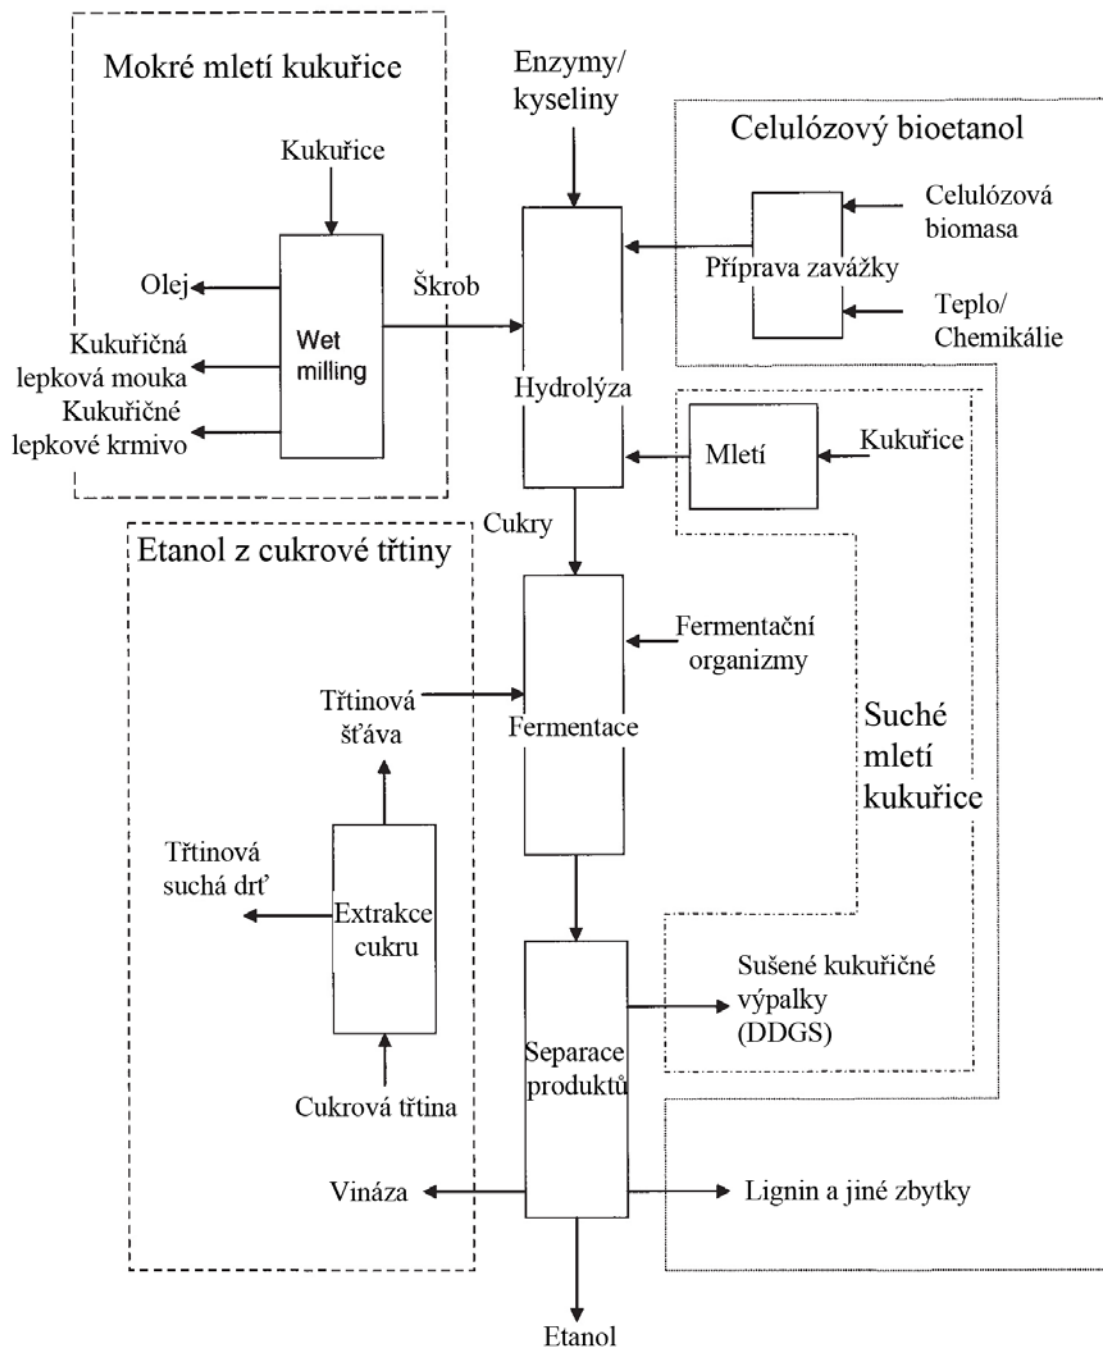 Mokré mletí kukuřice
Enzymy/
kyseliny
Celulózový bioetanol
Kukuřice
Celulózová
biomasa
Příprava zavážky
Olej
Škrob
Teplo/
Chemikálie
Wet
milling
Kukuřičná
lepková mouka
Kukuřičné
lepkové krmivo
Hydrolýza
Mletí
Kukuřice
Cukry
Etanol z cukrové třtiny
Fermentační
organizmy
Třtinová
šťáva
Fermentace
Suché
mletí
kukuřice
Třtinová
suchá drť
Extrakce
cukru
Sušené kukuřičné
výpalky
(DDGS)
Separace
produktů
Cukrová třtina
Vináza
Lignin a jiné zbytky
Etanol